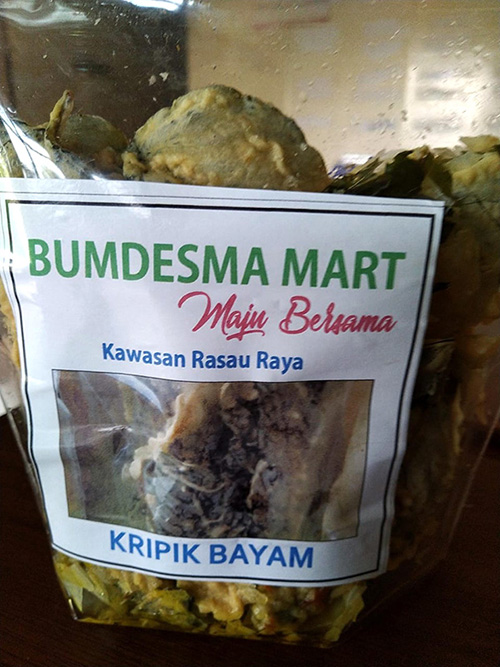 BUMDESMA MART
Maju Bersama
Kawasan Rasau Raya
KRIPIK BAYAM